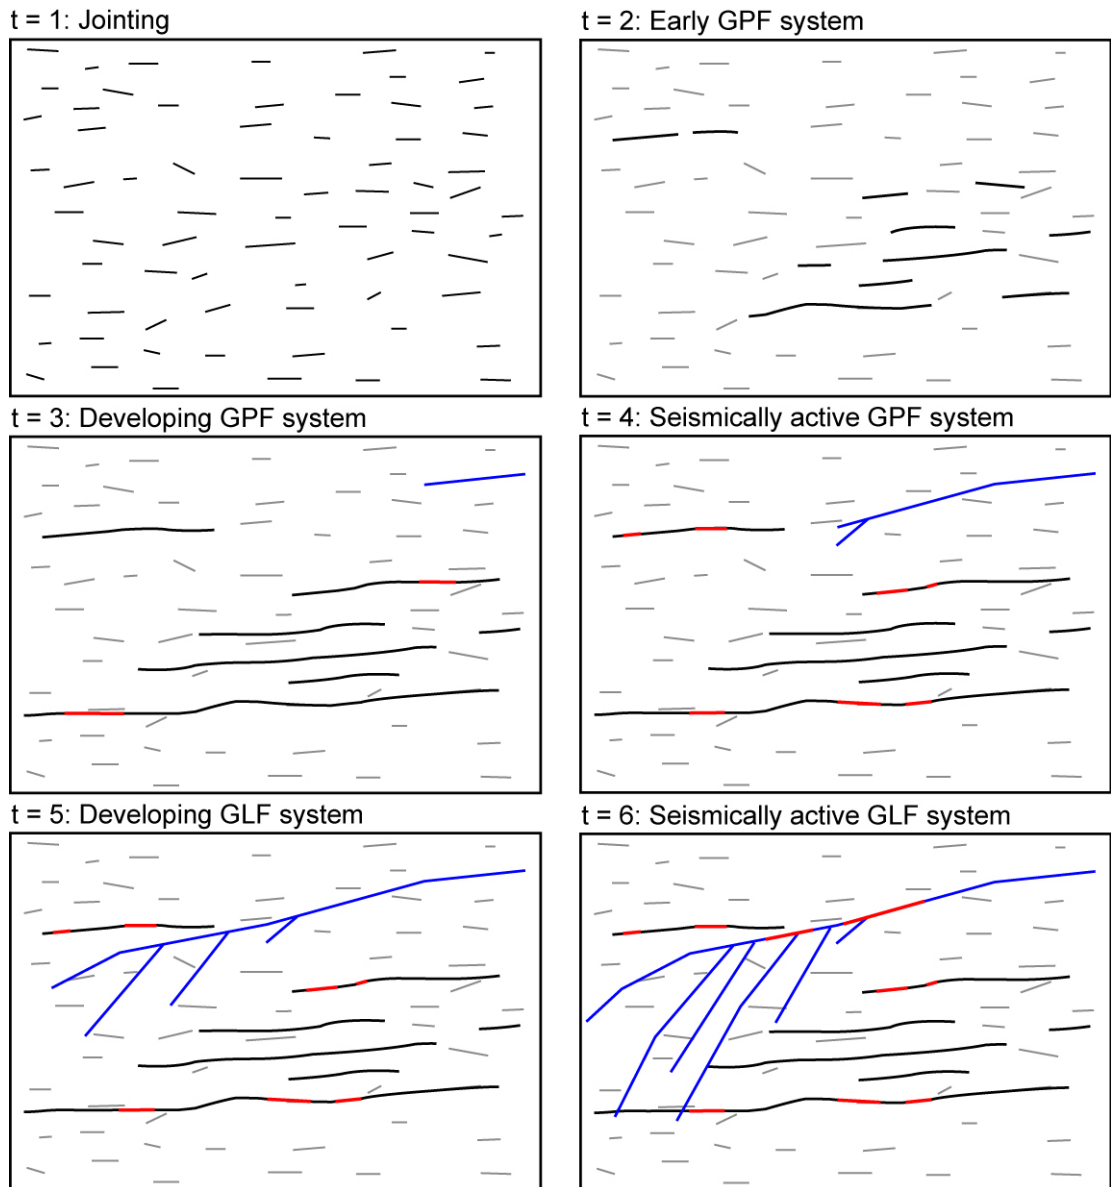 t = 1: Jointing
t = 2: Early GPF system
t = 3: Developing GPF system
t = 4: Seismically active GPF system
t = 5: Developing GLF system
t = 6: Seismically active GLF system